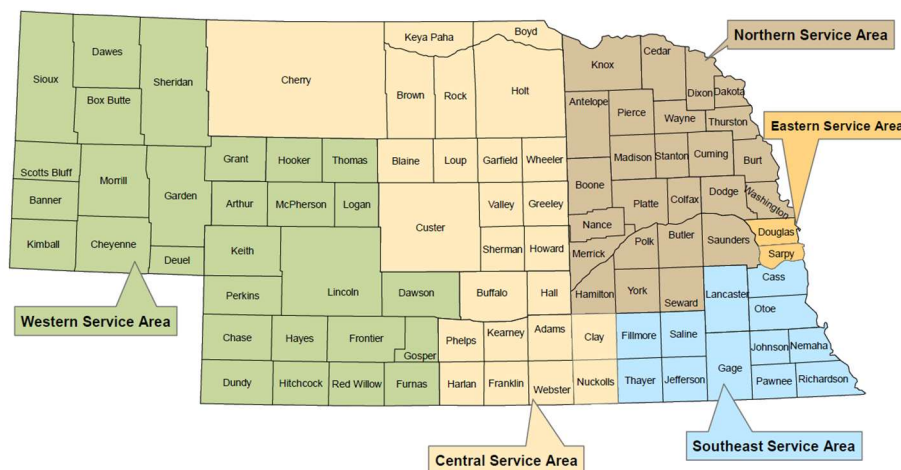 Boyd
Keya Paha
Northern Service Area
Cedar
Dawes
Knox
Sioux
Sheridan
Cherry
Holt
Dixon
Dakota
Brown
Rock
Box Butte
Antelope
Pierce
Wayne
Thurston
Eastern Service Area
Grant
Hooker
Thomas
Blaine
Loup
Garfield
Wheeler
Madison
Stanton
Cuming
Burt
Scotts Bluff
Morrill
Garden
Boone
Banner
Arthur
McPherson
Logan
Valley
Greeley
Platte
Colfax
Dodge
Washington
Custer
Nance
Douglas
Kimball
Cheyenne
Keith
Sherman
Howard
Merrick
Polk
Butler
Saunders
Sarpy
Deuel
Cass
Perkins
Lincoln
Dawson
Buffalo
Hall
Hamilton
York
Seward
Lancaster
Otoe
Western Service Area
Chase
Hayes
Frontier
Gosper
Phelps
Kearney
Adams
Clay
Fillmore
Saline
Johnson
Nemaha
Gage
Dundy
Hitchcock
Red Willow
Furnas
Harlan
Franklin
Webster
Nuckolls
Thayer
Jefferson
Pawnee
Richardson
Central Service Area
Southeast Service Area